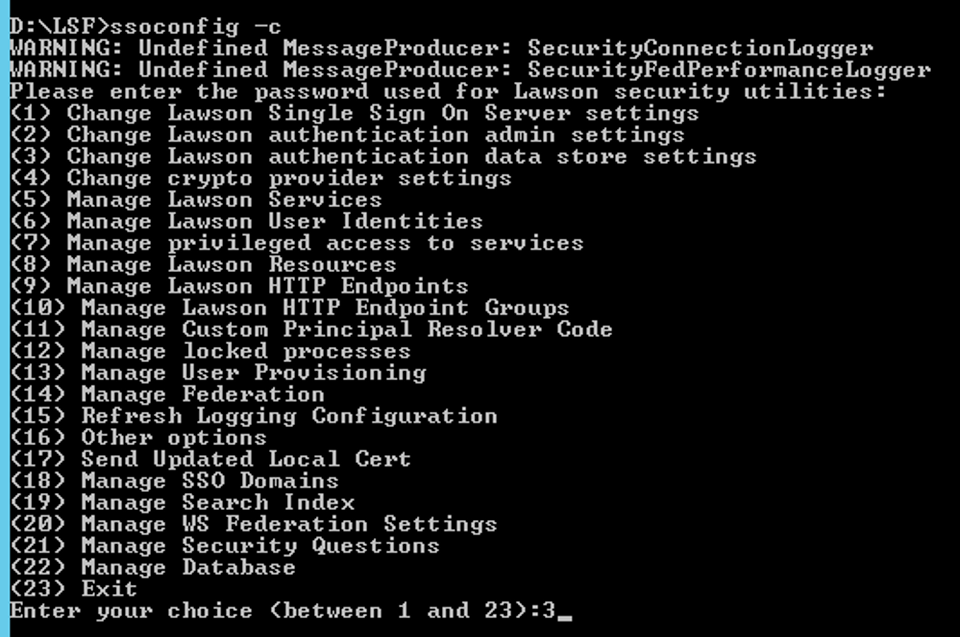 D:\LSF>ssoconfig -c
WARNING: Undefined MessageProducer: SecurityConnectionLogger
WARNING: Undefined MessageProducer: SecurityFedPerformanceLogger
Please enter the password used for Lawson security utilities:
(1) Change Lawson Single Sign On Server settings
(2) Change Lawson authentication admin settings
(3) Change Lawson authentication data store settings
(4) Change crypto provider settings
(5) Manage Lawson Services
(6) Manage Lawson User Identities
(7) Manage privileged access to services
(8) Manage Lawson Resources
(9) Manage Lawson HTTP Endpoints
(10) Manage Lawson HTTP Endpoint Groups
(11) Manage Custom Principal Resolver Code
(12) Manage locked processes
(13) Manage User Provisioning
(14) Manage Federation
(15) Refresh Logging Configuration
(16) Other options
(17) Send Updated Local Cert
(18) Manage SSO Domains
(19) Manage Search Index
(20) Manage WS Federation Settings
(21) Manage Security Questions
(22) Manage Database
(23) Exit
Enter your choice (between 1 and 23):3_